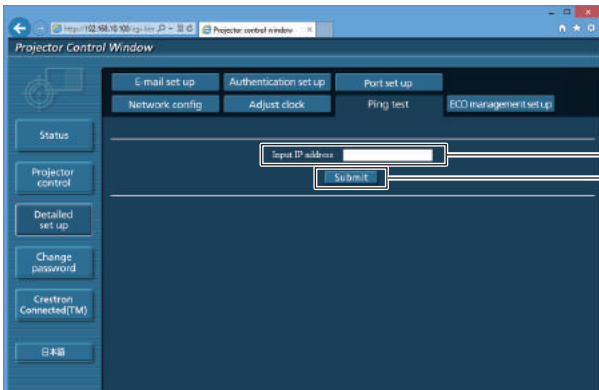 Projector control window
Projector Control Window
E-mail set up
Authentication set up
Port set up
Network config
Adjust clock
Ping test
ECO management set up
Status
Input IP address
Submit
Projector
control
Detailed
set up
Change
password
Crestron
Connected(TM)
日本語